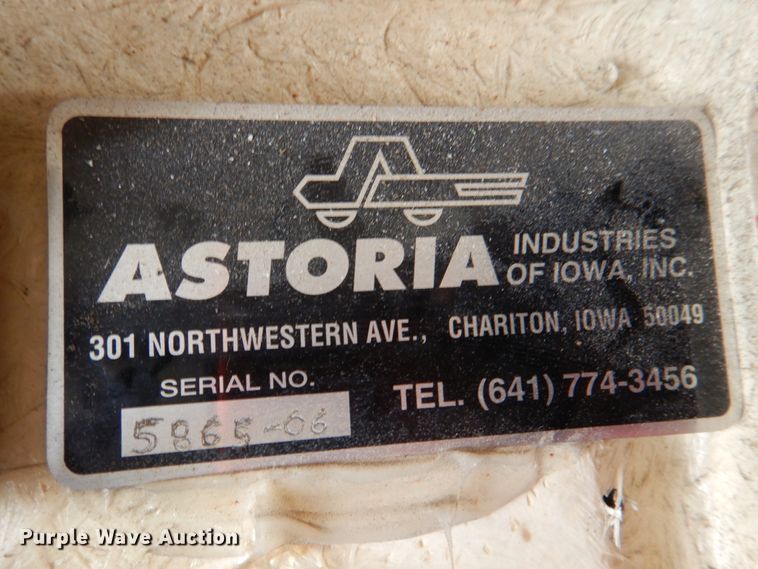 ASTORIA INDUSTRIES OF IOWA, INC.
301 NORTHWESTERN AVE., CHARITON, IOWA 50049
SERIAL NO.
TEL. (641) 774-3456
5865-06
Purple Wave Auction